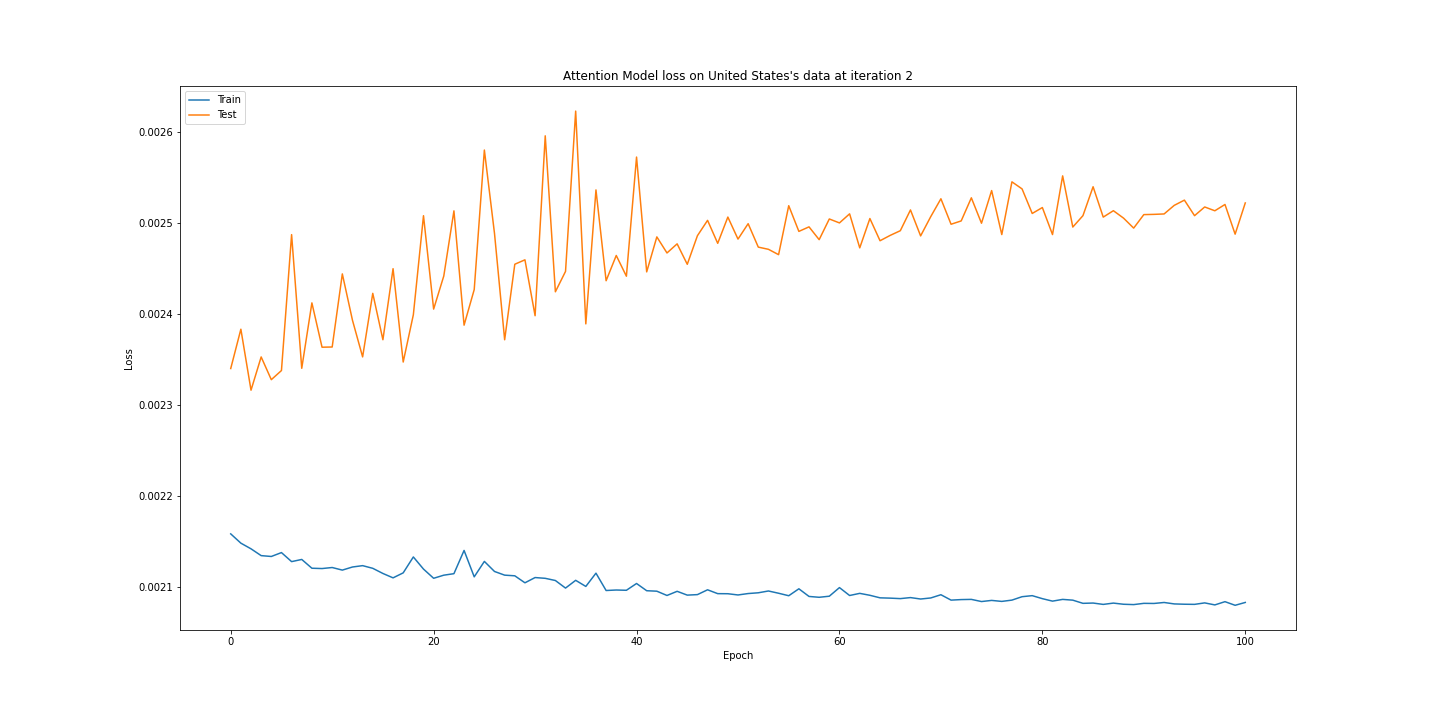 Attention Model loss on United States's data at iteration 2
Train
Test
0.0026
0.0025
0.0024
0.0023
0.0022
0.0021
Loss
0 20 40 60 80 100
Epoch